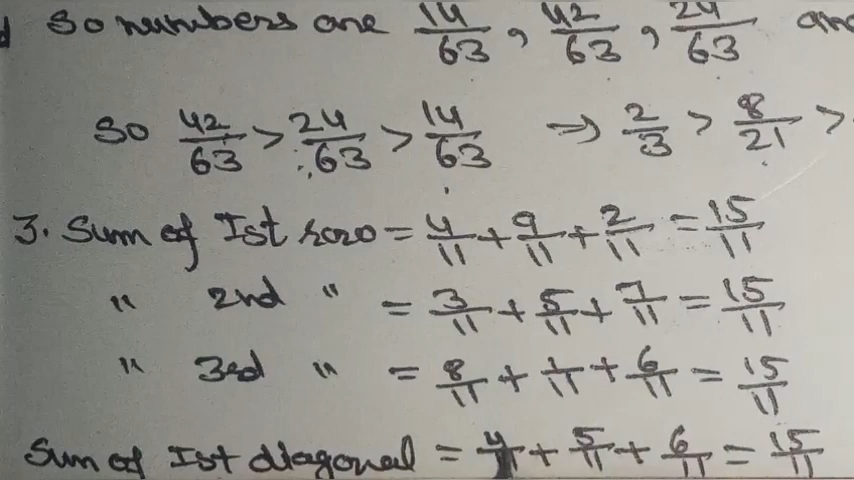 So numbers are 14/63, 42/63, 24/63 and
So 42/63 > 24/63 > 14/63 ⇒ 2/3 > 8/21 >
3. Sum of Ist row = 4/11 + 9/11 + 2/11 = 15/11
" 2nd " = 3/11 + 5/11 + 7/11 = 15/11
" 3rd " = 8/11 + 1/11 + 6/11 = 15/11
Sum of Ist diagonal = 4/11 + 5/11 + 6/11 = 15/11